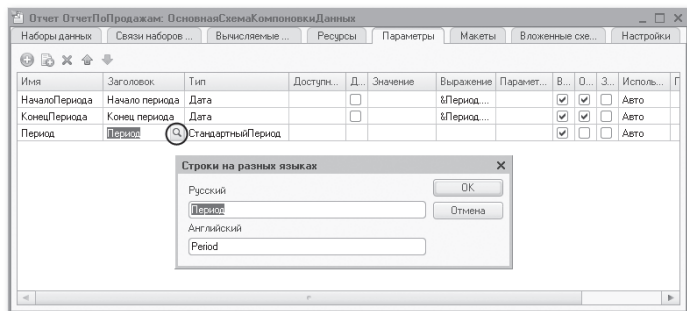 Отчет ОтчетПоПродажам: ОсновнаяСхемаКомпоновкиДанных
Наборы данных Связи наборов ... Вычисляемые ... Ресурсы Параметры Макеты Вложенные схе... Настройки
Имя Заголовок Тип Доступн... Д... Значение Выражение Парамет... В... О... З... Исполь... Г
НачалоПериода Начало периода Дата &Период.... Авто
КонецПериода Конец периода Дата &Период.... Авто
Период Период СтандартныйПериод Авто
Строки на разных языках
Русский
OK
Период
Отмена
Английский
Period